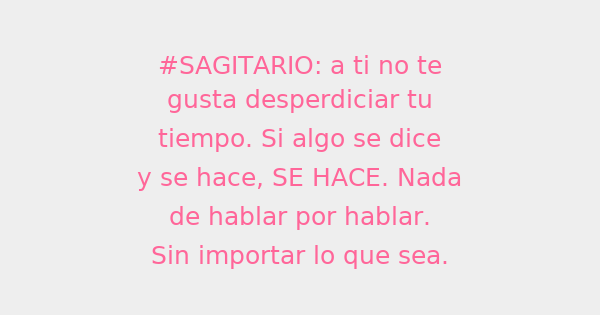 #SAGITARIO: a ti no te
gusta desperdiciar tu
tiempo. Si algo se dice
y se hace, SE HACE. Nada
de hablar por hablar.
Sin importar lo que sea.